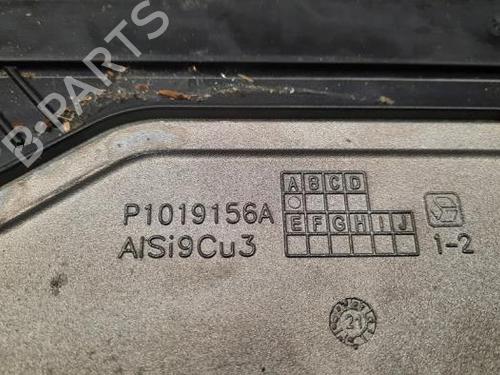 B-PARTS
A B C D
P1019156A
E F G H I J
AlSi9Cu3
1-2
21